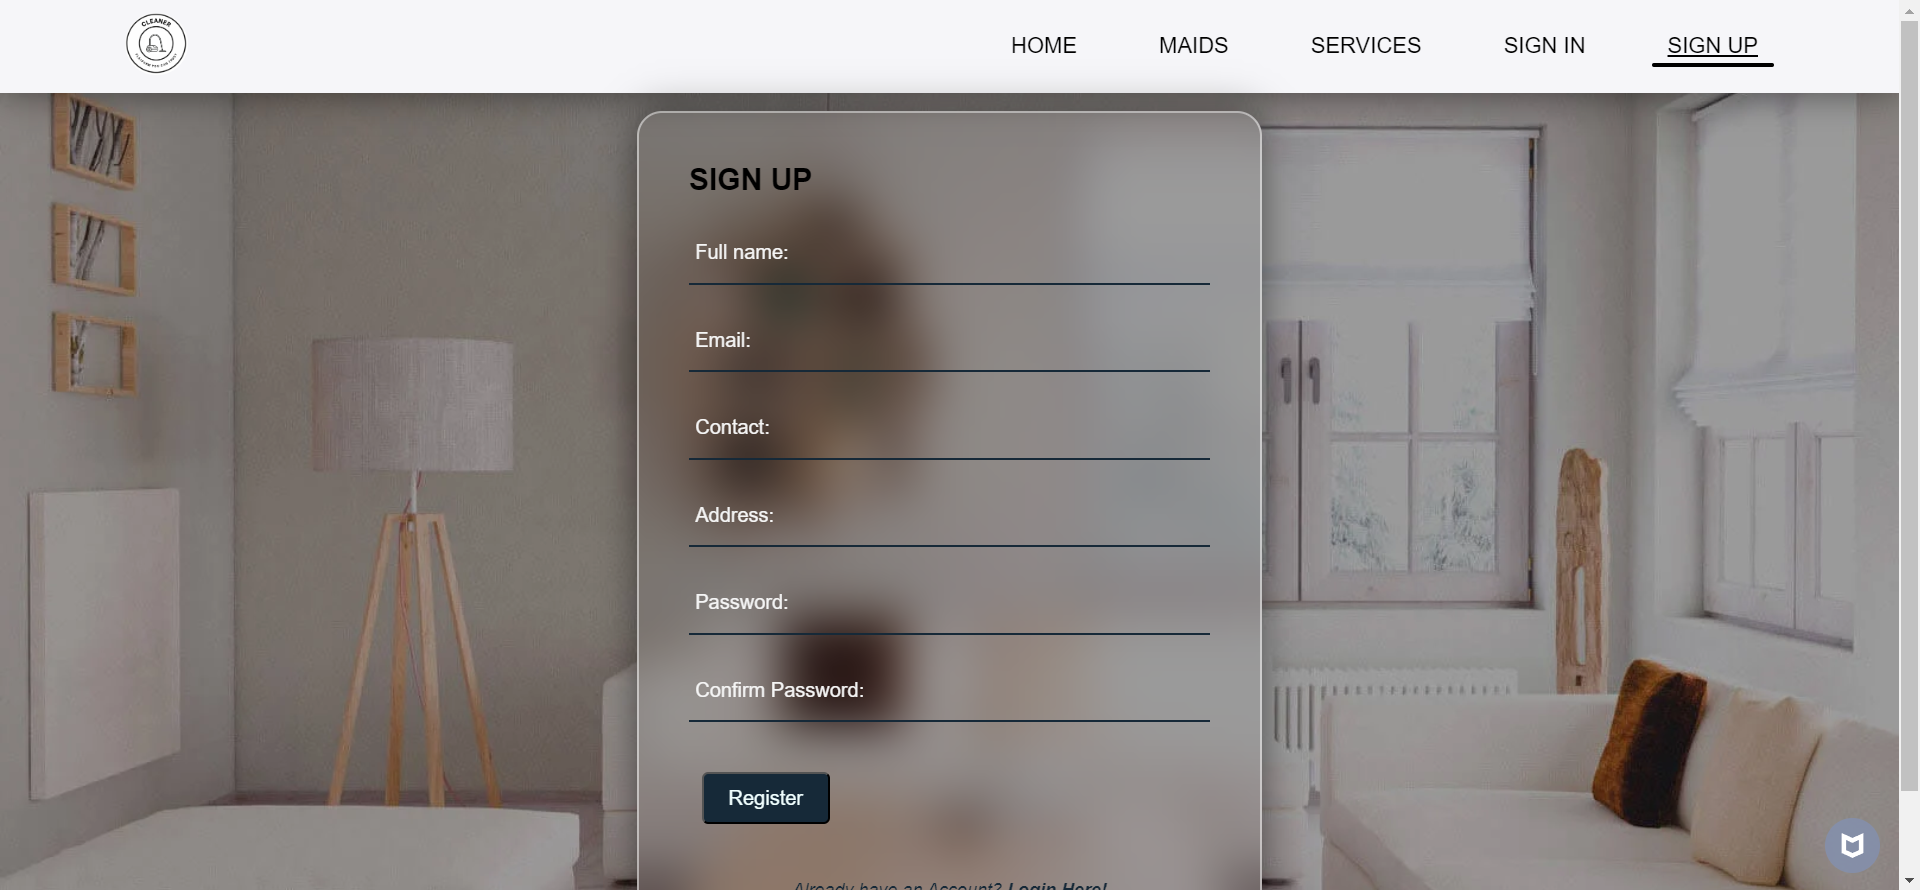 CLEANER
HOME
MAIDS
SERVICES
SIGN IN
SIGN UP
SIGN UP
Full name:
Email:
Contact:
Address:
Password:
Confirm Password:
Register
Already have an Account? Login Here!